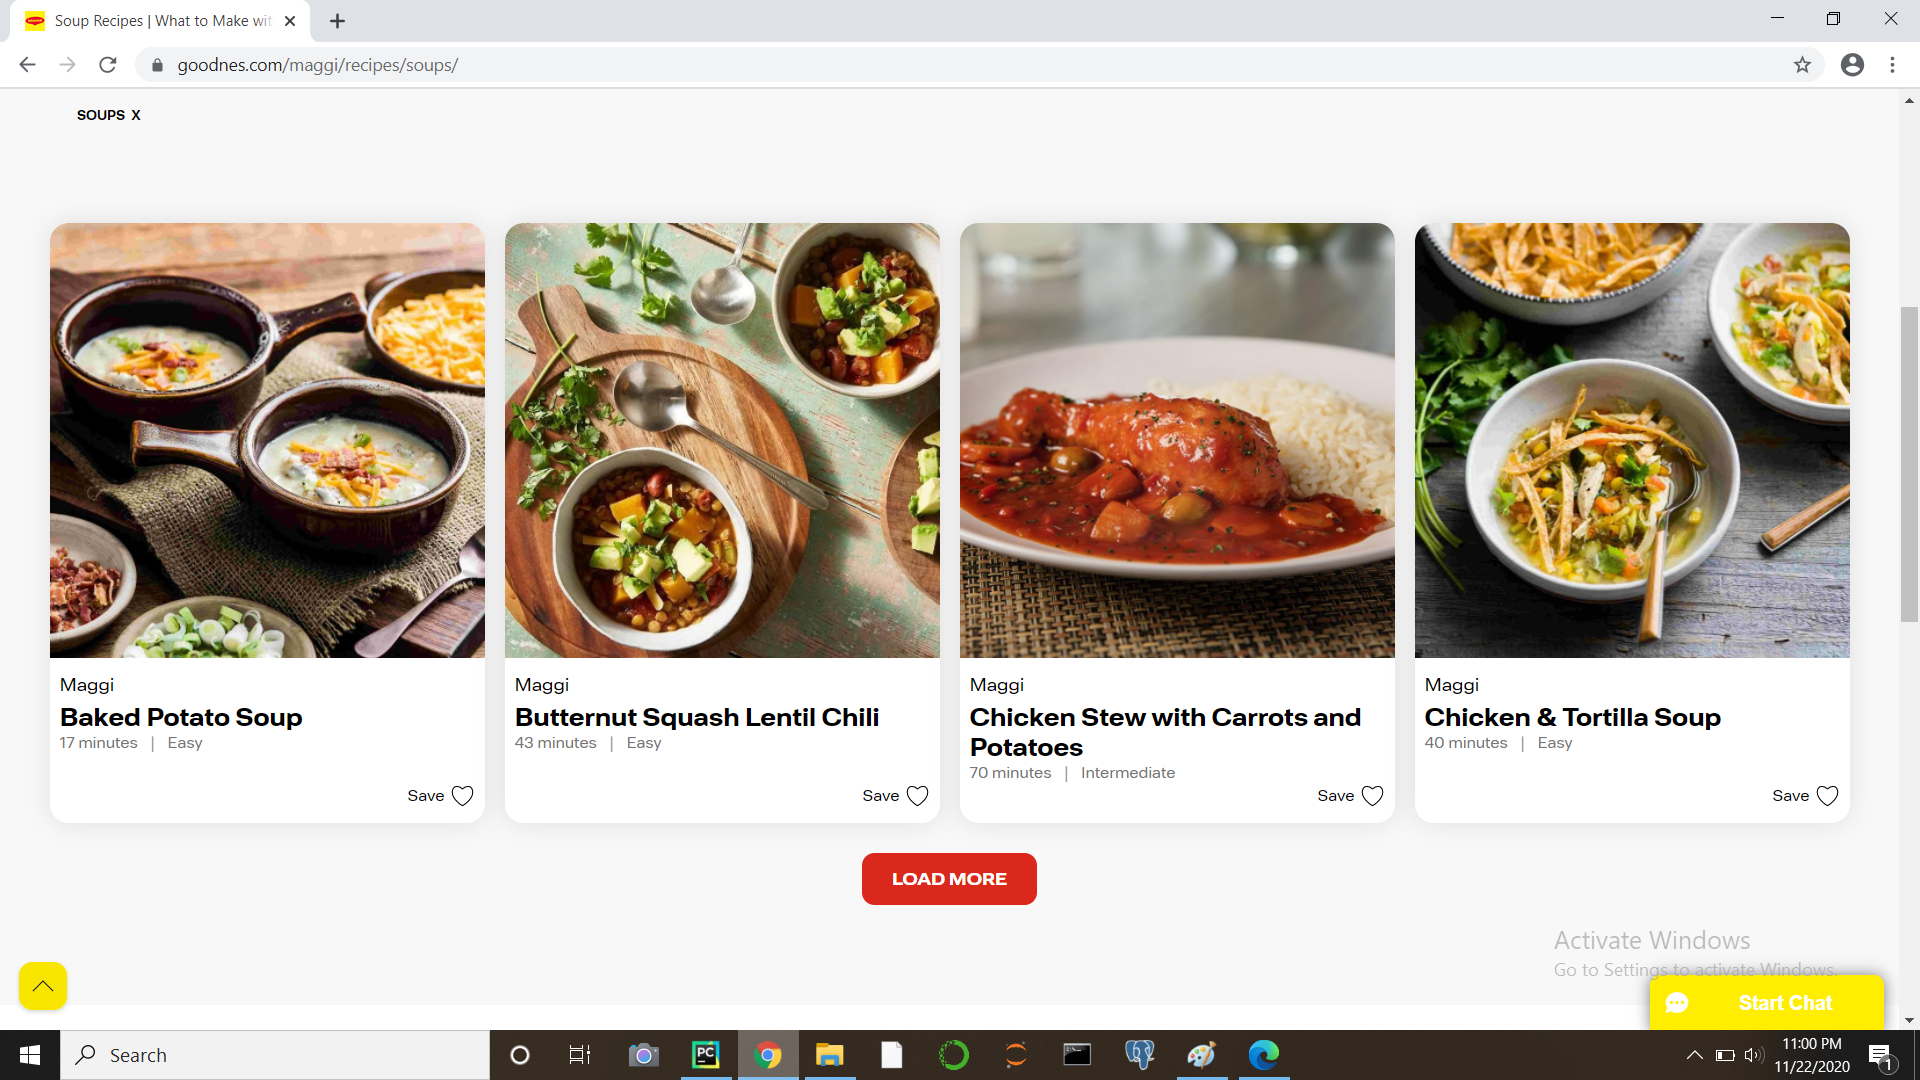 Soup Recipes | What to Make wit
goodnes.com/maggi/recipes/soups/
SOUPS X
Maggi
Baked Potato Soup
17 minutes | Easy
Save
Maggi
Butternut Squash Lentil Chili
43 minutes | Easy
Save
Maggi
Chicken Stew with Carrots and
Potatoes
70 minutes | Intermediate
Save
Maggi
Chicken & Tortilla Soup
40 minutes | Easy
Save
LOAD MORE
Activate Windows
Go to Settings to activate Windows.
Start Chat
Search
PC
11:00 PM
11/22/2020
1